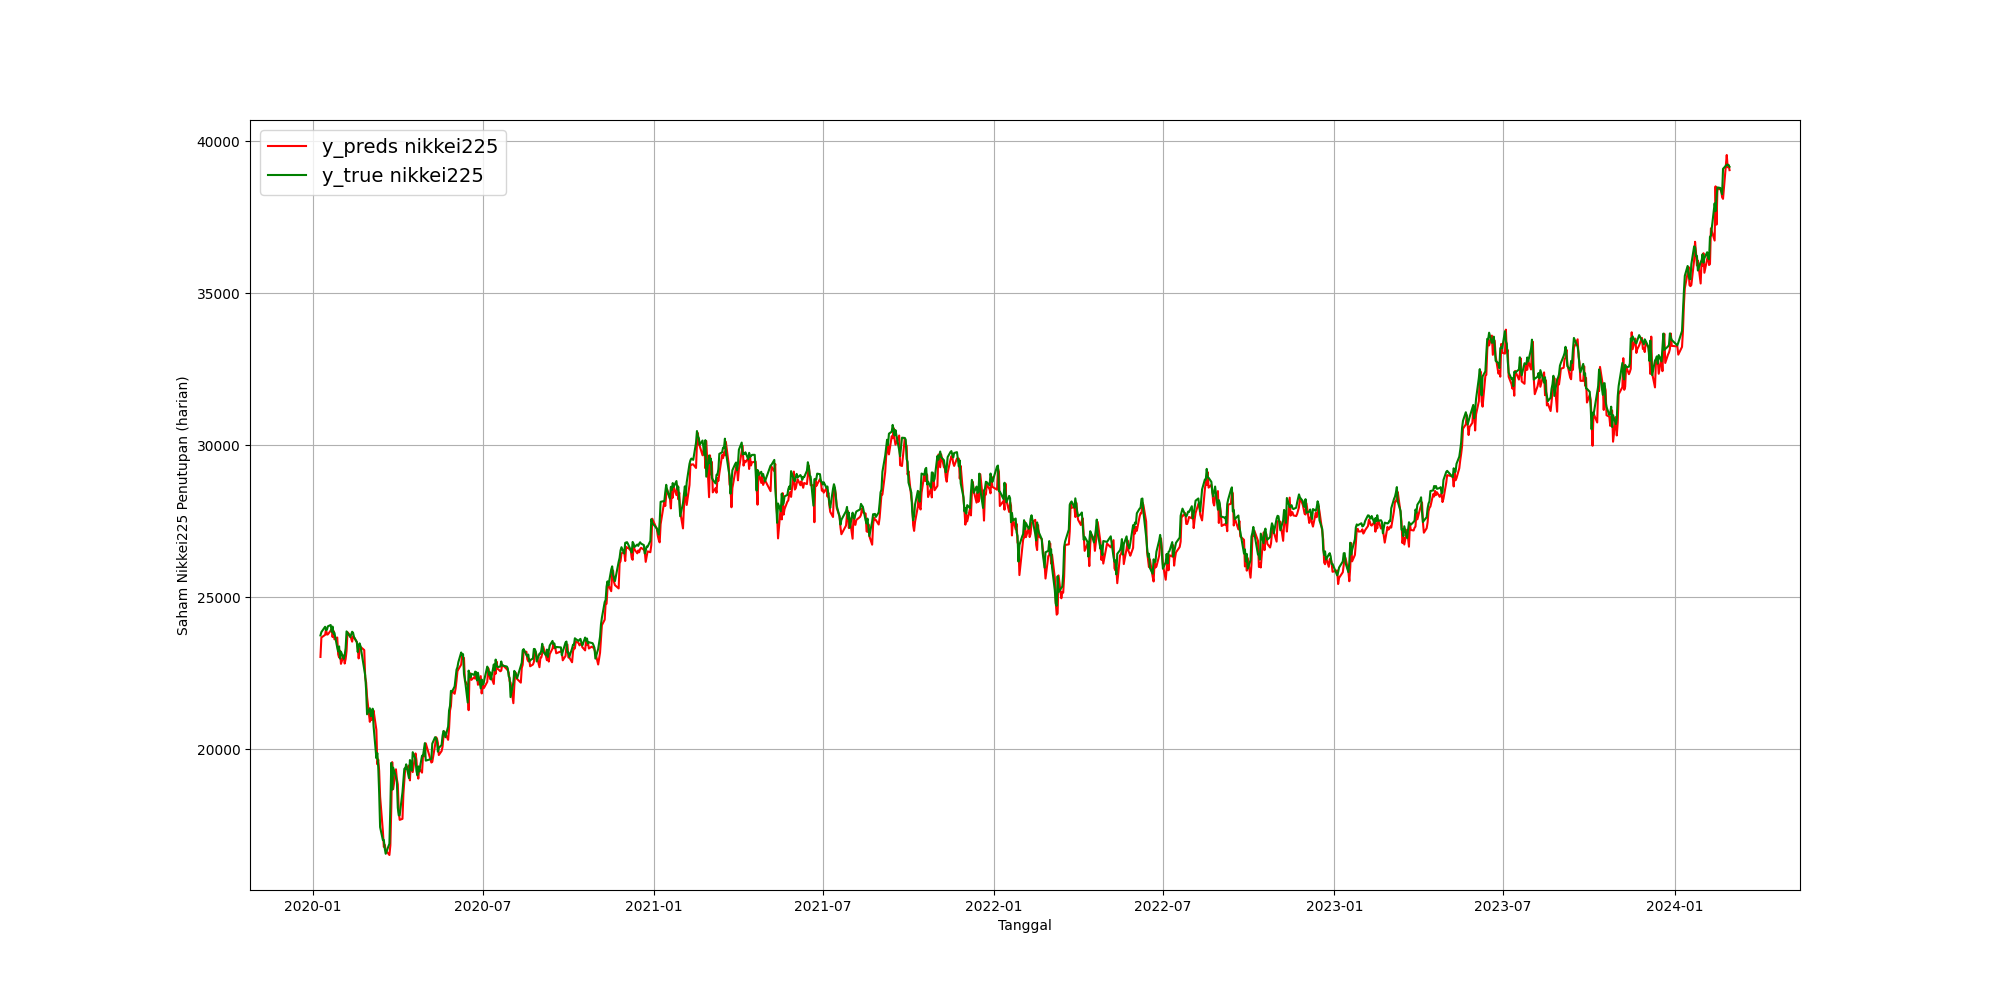 y_preds nikkei225
y_true nikkei225
40000
35000
30000
25000
20000
Saham Nikkei225 Penutupan (harian)
2020-01 2020-07 2021-01 2021-07 2022-01 2022-07 2023-01 2023-07 2024-01
Tanggal